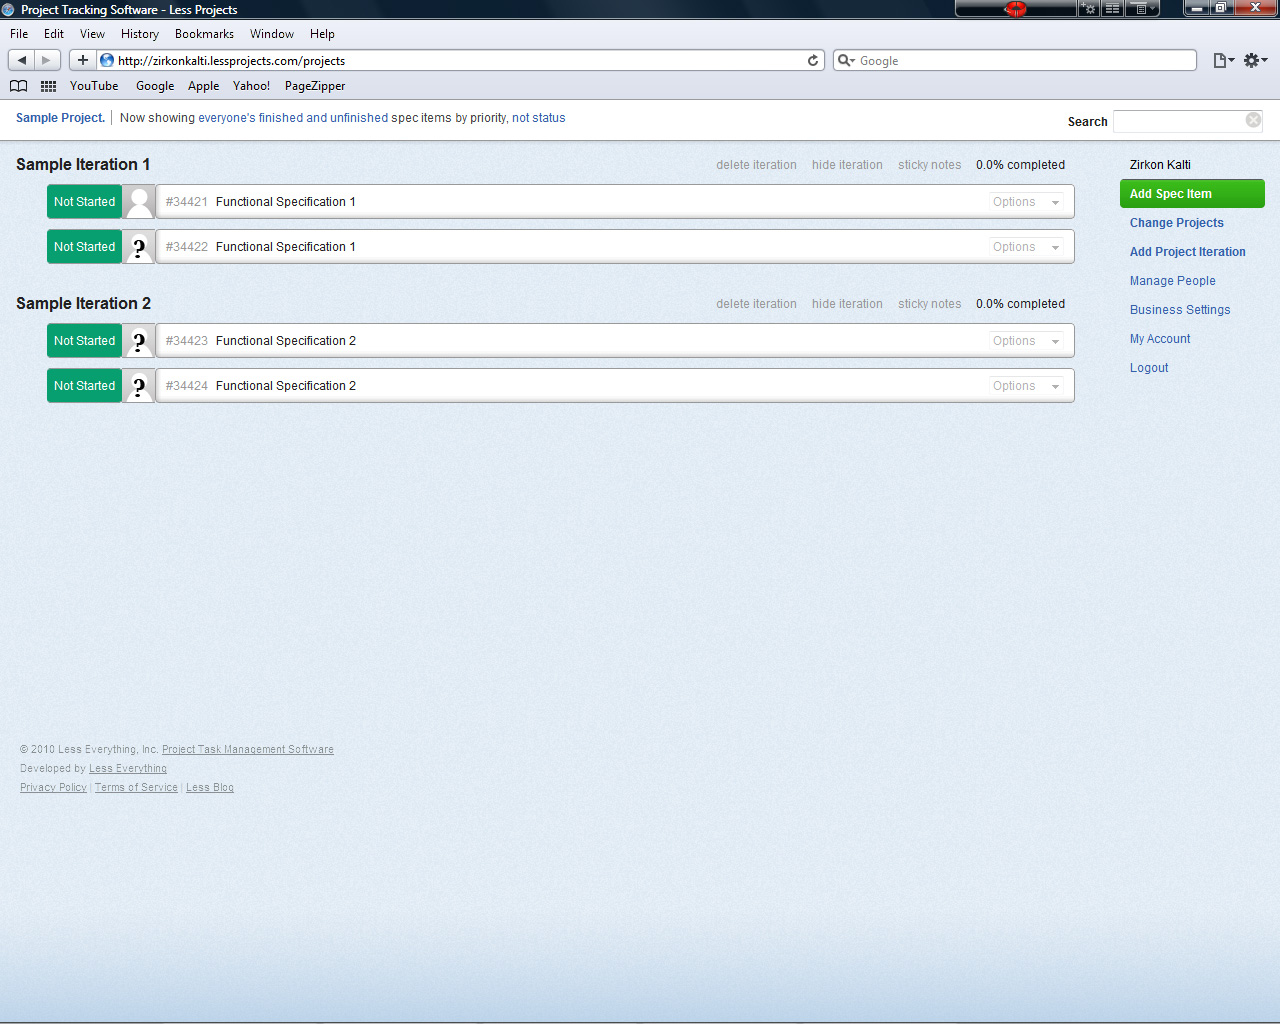 Project Tracking Software - Less Projects
File Edit View History Bookmarks Window Help
http://zirkonkalti.lessprojects.com/projects
Google
YouTube Google Apple Yahoo! PageZipper
Sample Project. Now showing everyone's finished and unfinished spec items by priority, not status
Search
Sample Iteration 1 delete iteration hide iteration sticky notes 0.0% completed
Not Started ? #34421 Functional Specification 1 Options
Not Started ? #34422 Functional Specification 1 Options
Sample Iteration 2 delete iteration hide iteration sticky notes 0.0% completed
Not Started ? #34423 Functional Specification 2 Options
Not Started ? #34424 Functional Specification 2 Options
Zirkon Kalti
Add Spec Item
Change Projects
Add Project Iteration
Manage People
Business Settings
My Account
Logout
© 2010 Less Everything, Inc. Project Task Management Software
Developed by Less Everything
Privacy Policy | Terms of Service | Less Blog